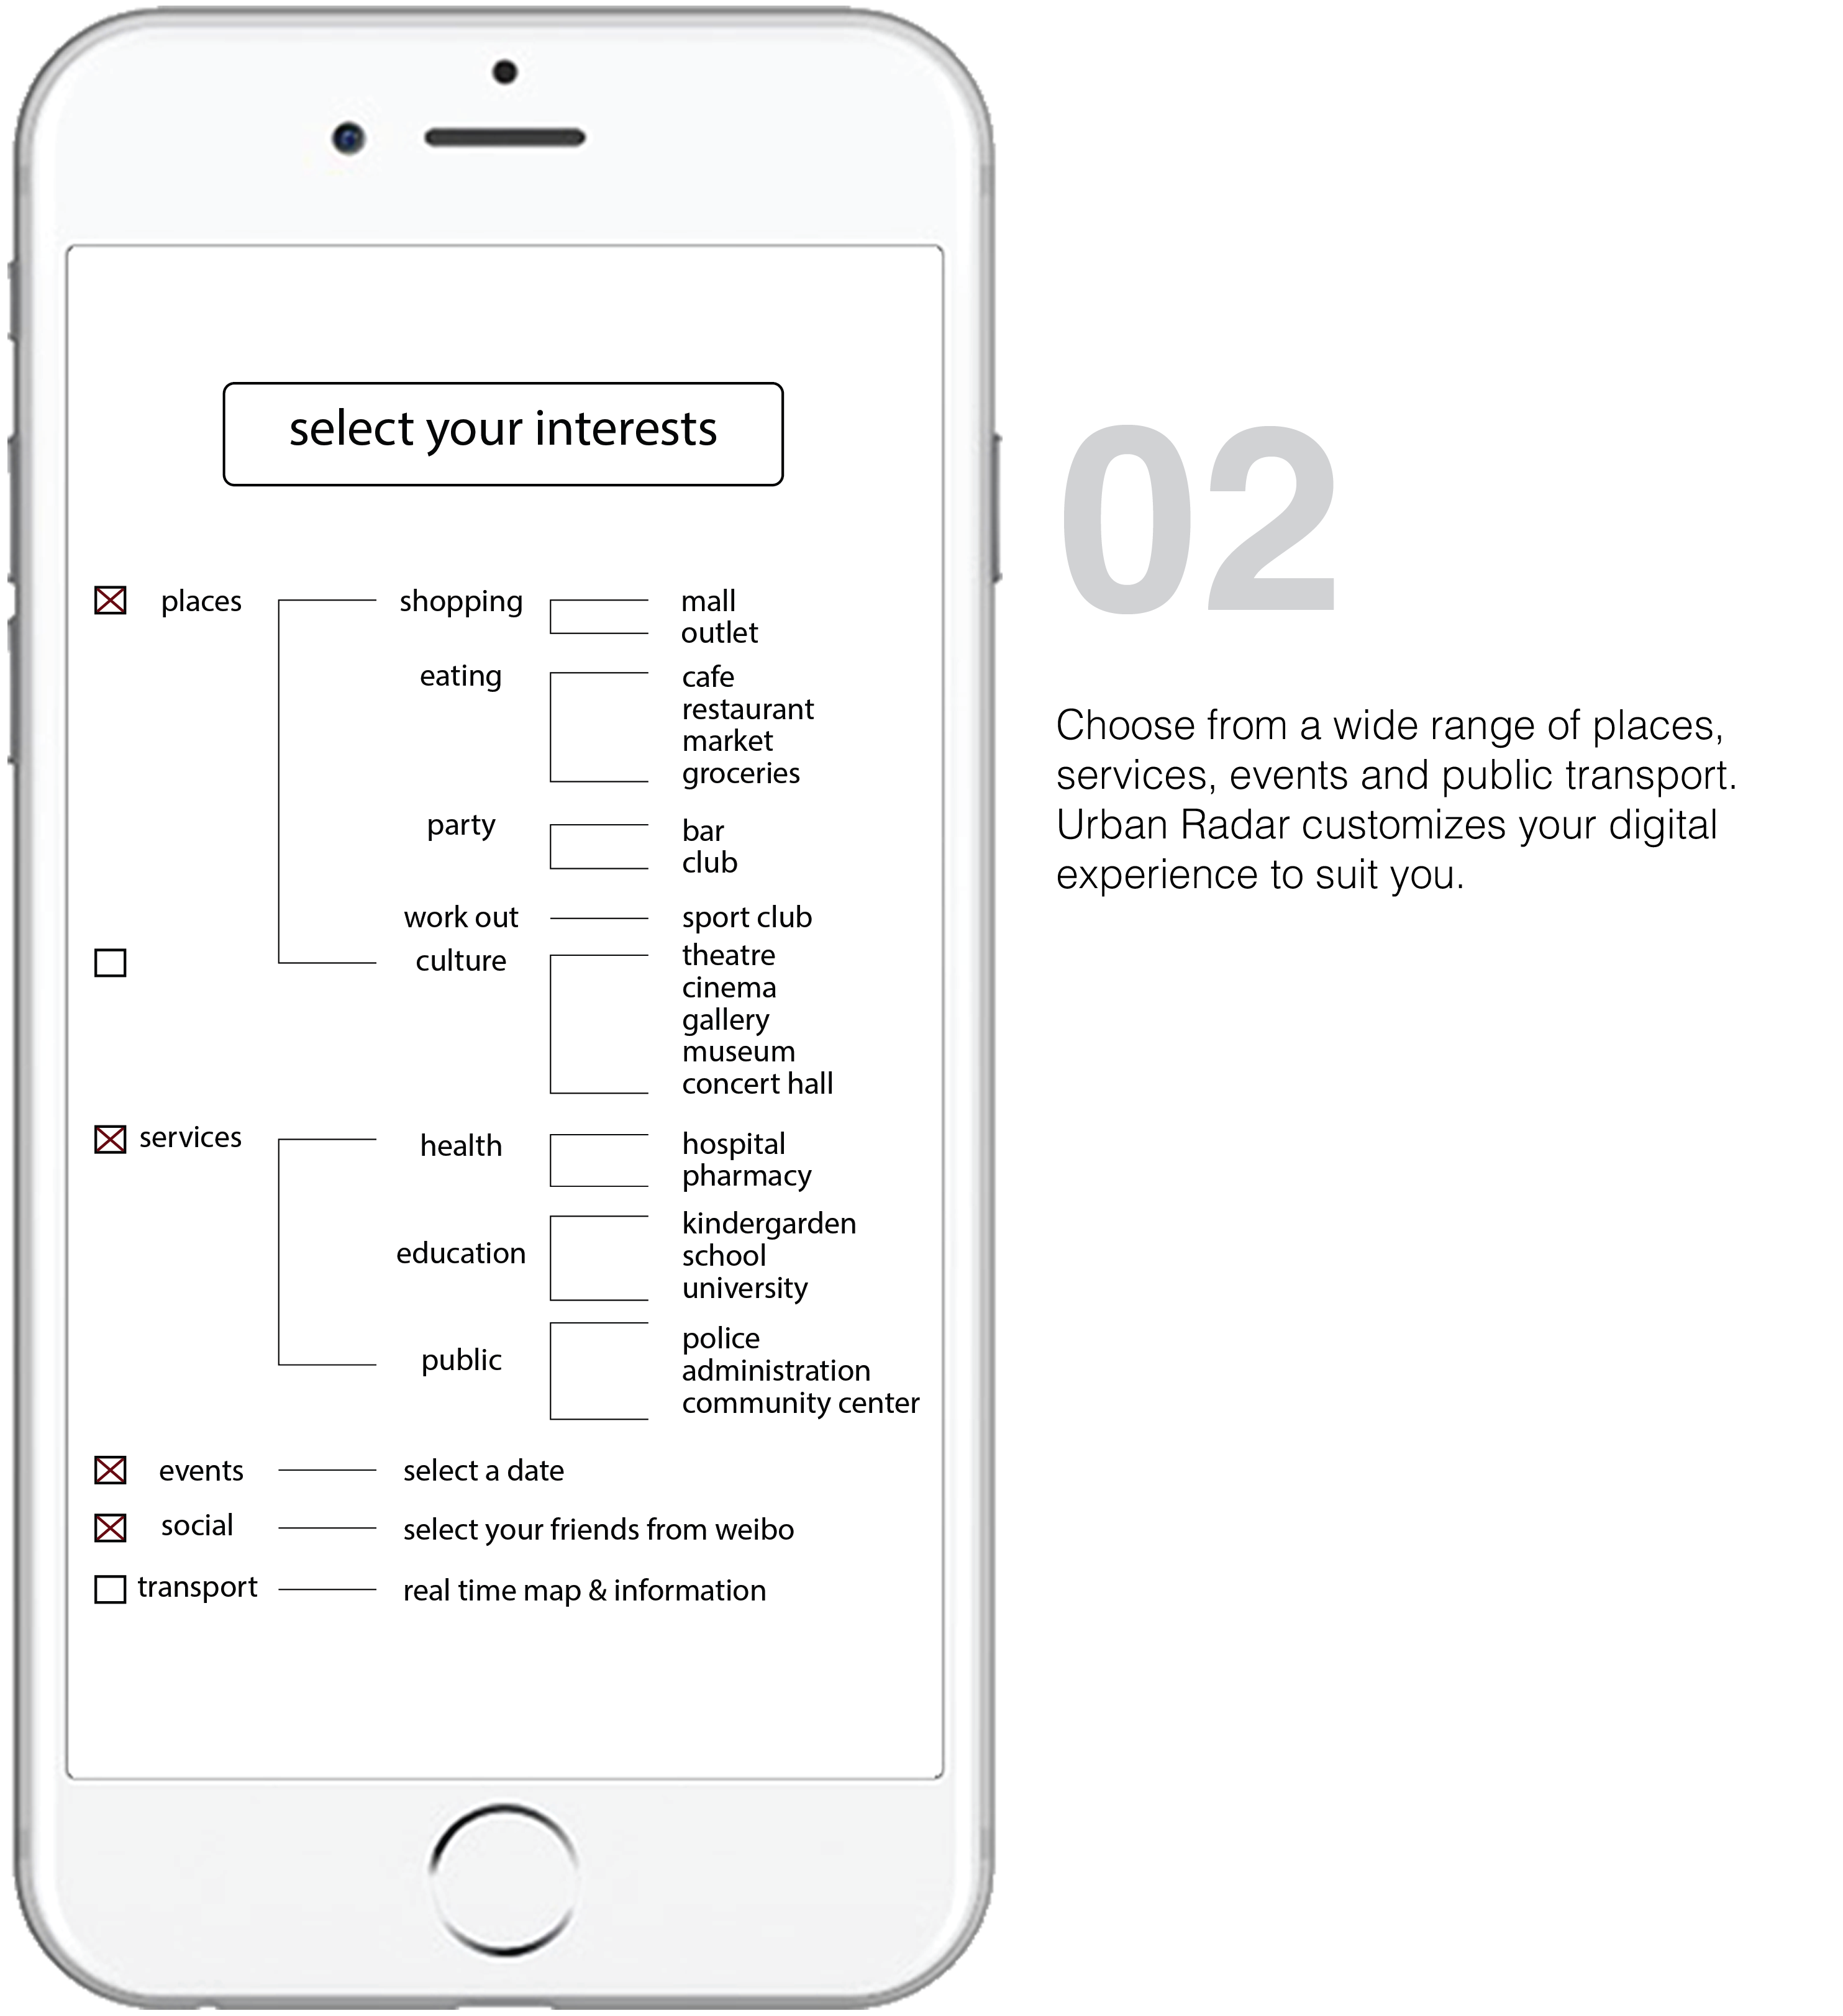 select your interests
places
shopping
mall
outlet
eating
cafe
restaurant
market
groceries
party
bar
club
work out
sport club
culture
theatre
cinema
gallery
museum
concert hall
services
health
hospital
pharmacy
education
kindergarden
school
university
public
police
administration
community center
events
select a date
social
select your friends from weibo
transport
real time map & information
02
Choose from a wide range of places,
services, events and public transport.
Urban Radar customizes your digital
experience to suit you.